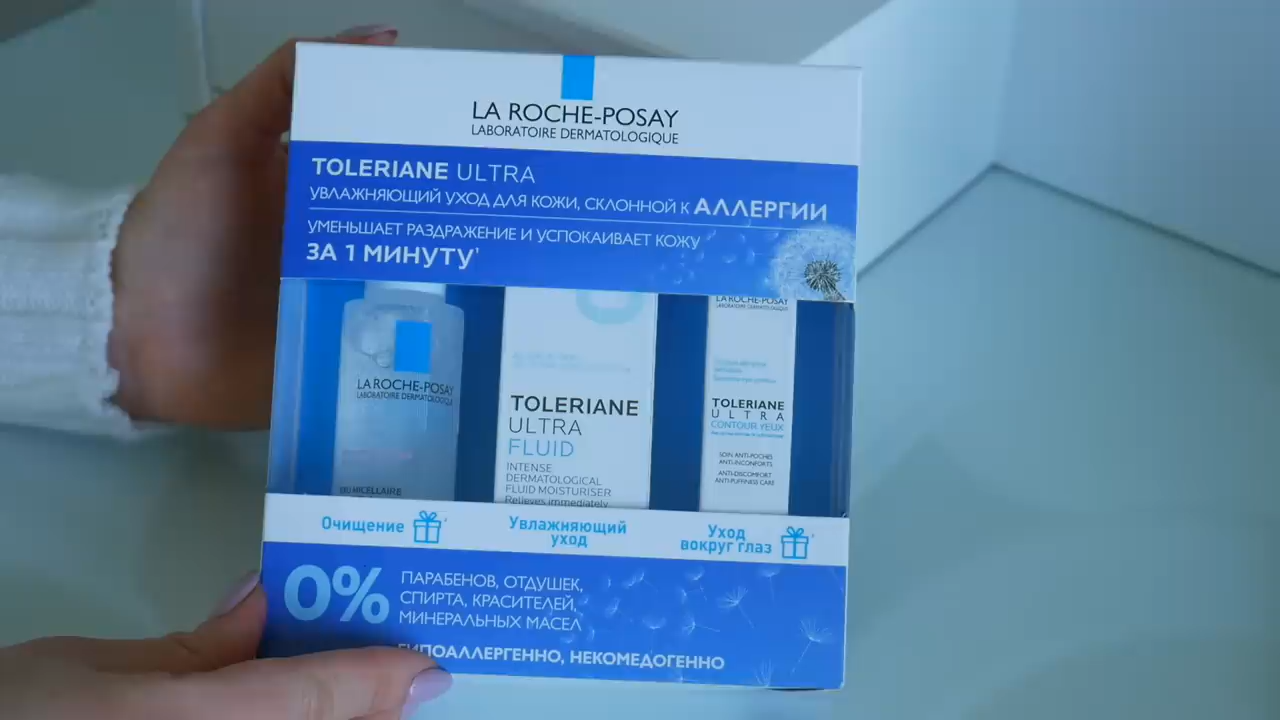 LA ROCHE-POSAY
LABORATOIRE DERMATOLOGIQUE
TOLERIANE ULTRA
УВЛАЖНЯЮЩИЙ УХОД ДЛЯ КОЖИ, СКЛОННОЙ К АЛЛЕРГИИ
УМЕНЬШАЕТ РАЗДРАЖЕНИЕ И УСПОКАИВАЕТ КОЖУ
ЗА 1 МИНУТУ¹
LA ROCHE-POSAY
LABORATOIRE DERMATOLOGIQUE
EAU MICELLAIRE
TOLERIANE
ULTRA
FLUID
INTENSE
DERMATOLOGICAL
FLUID MOISTURISER
Relieves immediately
LA ROCHE-POSAY
LABORATOIRE DERMATOLOGIQUE
TOLERIANE
ULTRA
CONTOUR YEUX
SOIN ANTI-POCHES
ANTI-INCONFORTS
ANTI-DISCOMFORT
ANTI-PUFFINESS CARE
Очищение
Увлажняющий
уход
Уход
вокруг глаз
0% ПАРАБЕНОВ, ОТДУШЕК,
СПИРТА, КРАСИТЕЛЕЙ,
МИНЕРАЛЬНЫХ МАСЕЛ
ГИПОАЛЛЕРГЕННО, НЕКОМЕДОГЕННО